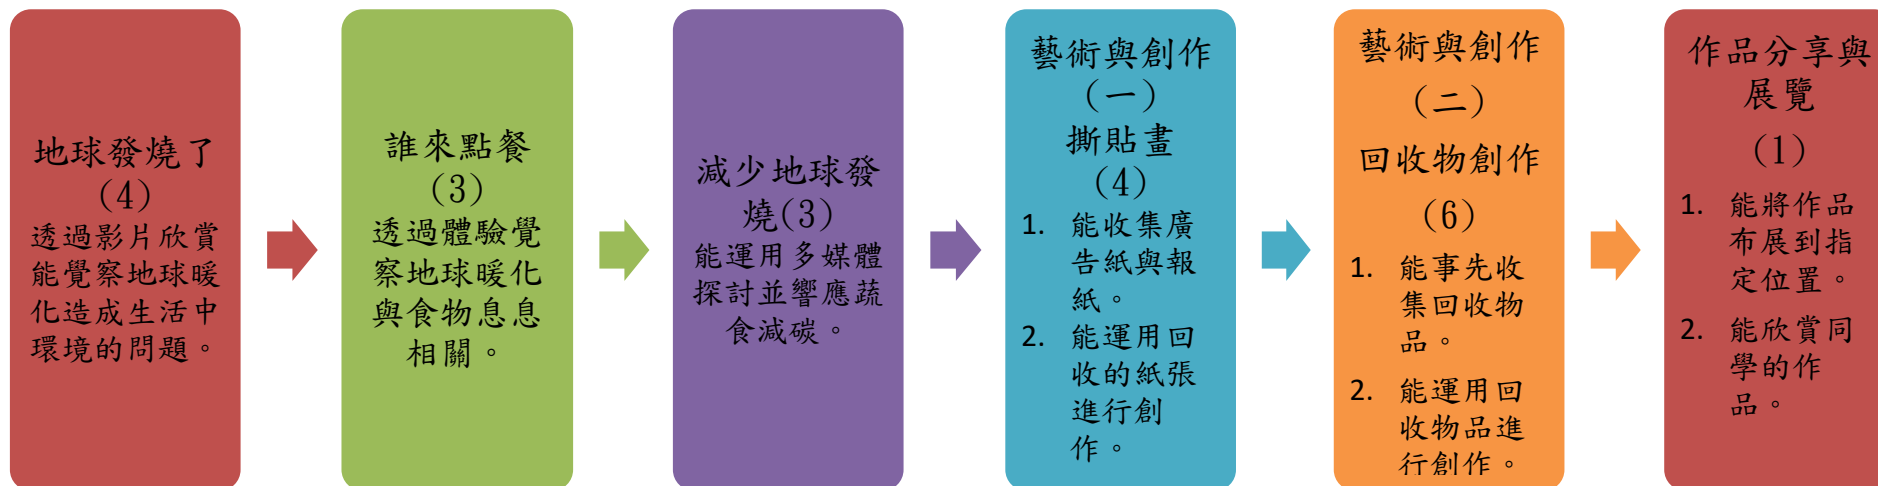 地球發燒了
(4)
透過影片欣賞
能覺察地球暖
化造成生活中
環境的問題。
誰來點餐
(3)
透過體驗覺
察地球暖化
與食物息息
相關。
減少地球發
燒(3)
能運用多媒體
探討並響應蔬
食減碳。
藝術與創作
(一)
撕貼畫
(4)
1. 能收集廣
告紙與報
紙。
2. 能運用回
收的紙張
進行創
作。
藝術與創作
(二)
回收物創作
(6)
1. 能事先收
集回收物
品。
2. 能運用回
收物品進
行創作。
作品分享與
展覽
(1)
1. 能將作品
布展到指
定位置。
2. 能欣賞同
學的作
品。